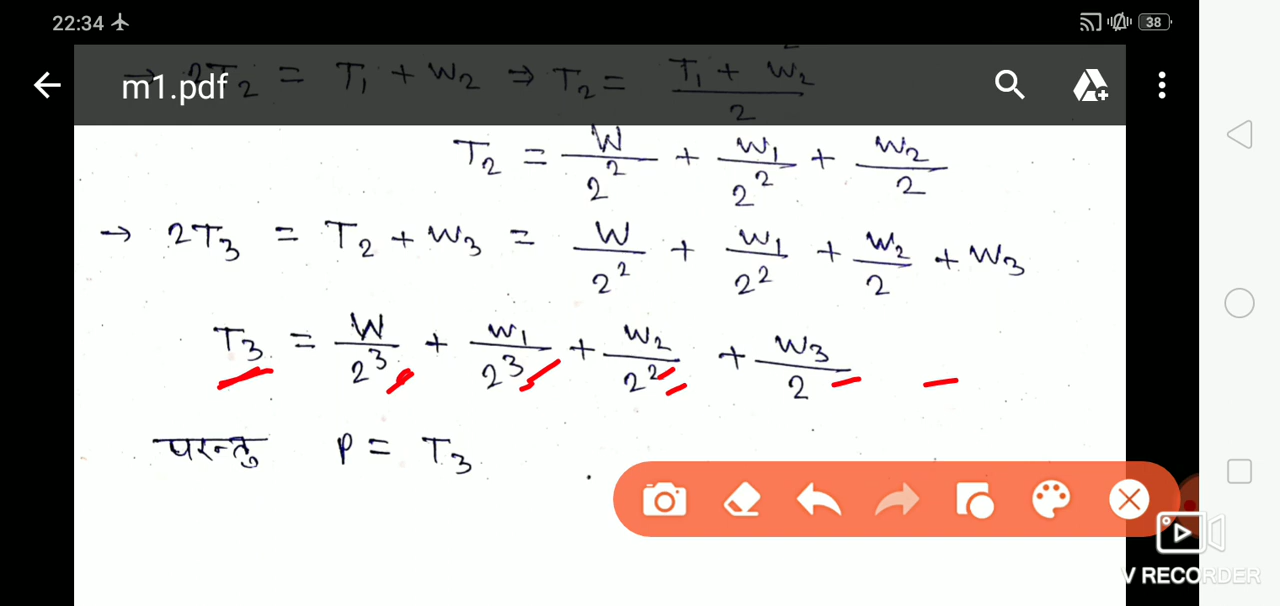 22:34 38
→ 2T₂ = T₁ + W₂ ⇒ T₂ = (T₁ + W₂)/2
m1.pdf
T₂ = W/2² + W₁/2² + W₂/2
→ 2T₃ = T₂ + W₃ = W/2² + W₁/2² + W₂/2 + W₃
T₃ = W/2³ + W₁/2³ + W₂/2² + W₃/2
परन्तु P = T₃
V RECORDER